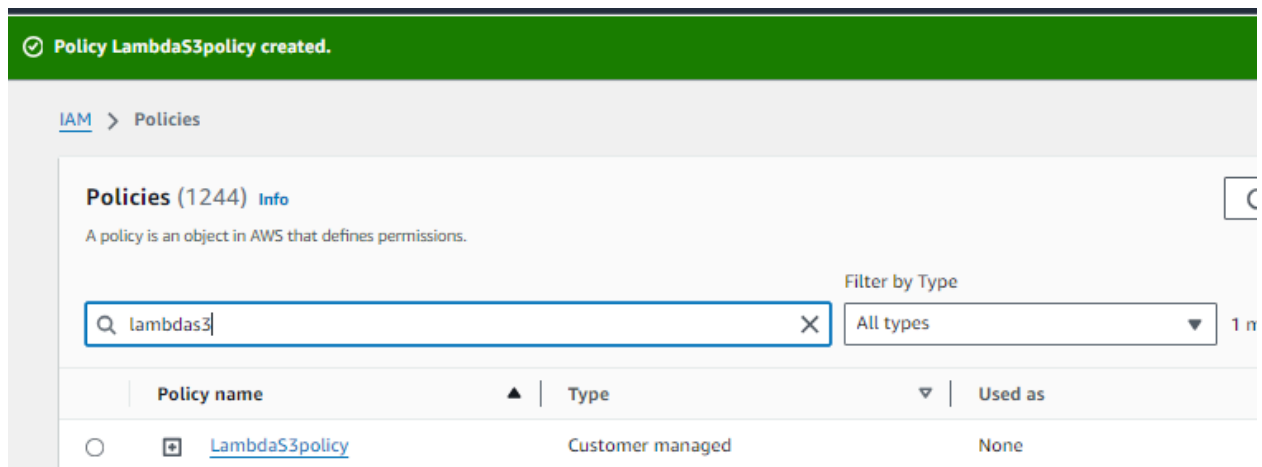 Policy LambdaS3policy created.
IAM > Policies
Policies (1244) Info
A policy is an object in AWS that defines permissions.
Filter by Type
lambdas3
All types
1
Policy name
Type
Used as
LambdaS3policy
Customer managed
None